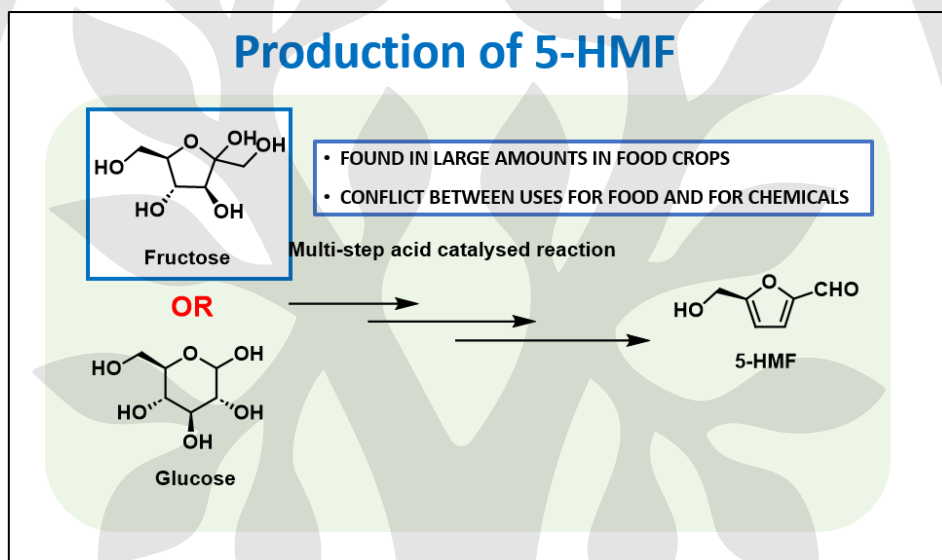 Production of 5-HMF
HO
O
OH
OH
HO
OH
Fructose
• FOUND IN LARGE AMOUNTS IN FOOD CROPS
• CONFLICT BETWEEN USES FOR FOOD AND FOR CHEMICALS
Multi-step acid catalysed reaction
OR
HO
O
OH
HO
OH
OH
Glucose
HO
O
CHO
5-HMF